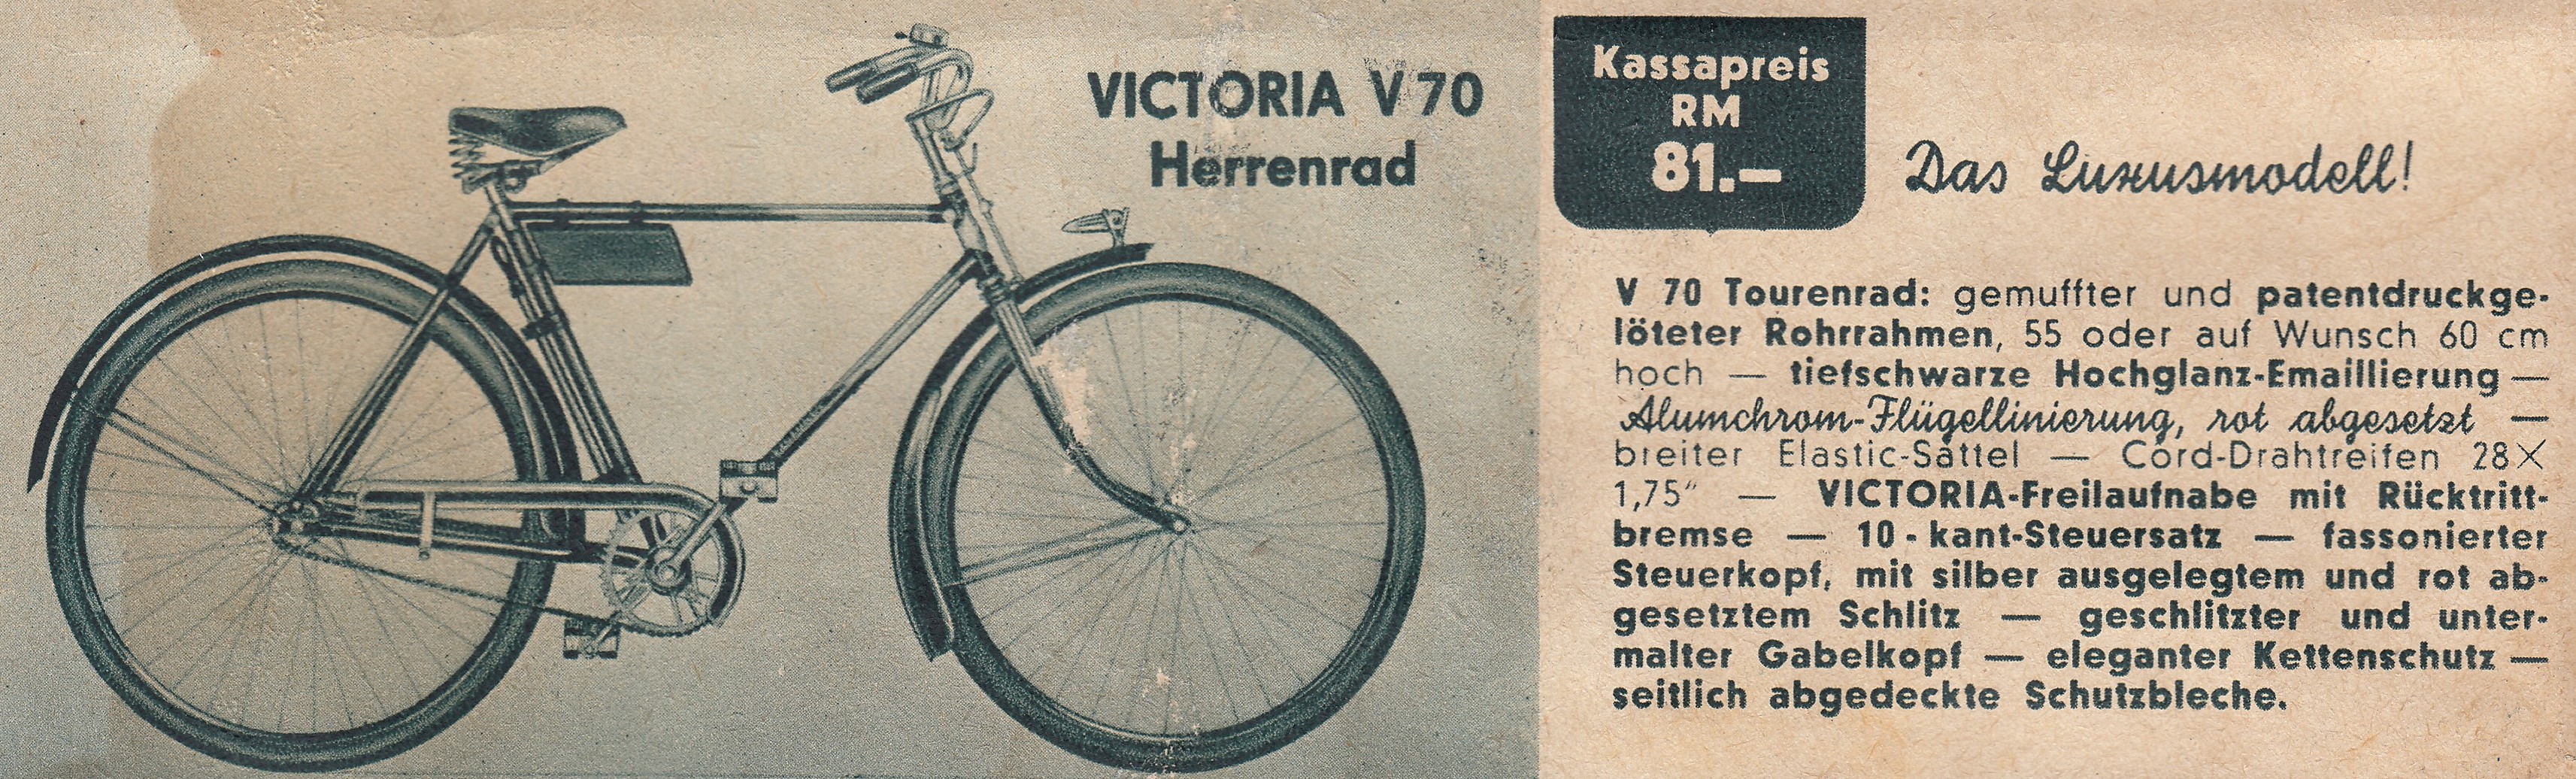 VICTORIA V 70
Herrenrad
Kassapreis
RM
81.—
Das Luxusmodell!
V 70 Tourenrad: gemuffter und patentdruckge-
löteter Rohrrahmen, 55 oder auf Wunsch 60 cm
hoch — tiefschwarze Hochglanz-Emaillierung —
Alumchrom-Flügellinierung, rot abgesetzt —
breiter Elastic-Sattel — Cord-Drahtreifen 28×
1,75" — VICTORIA-Freilaufnabe mit Rücktritt-
bremse — 10-kant-Steuersatz — fassonierter
Steuerkopf, mit silber ausgelegtem und rot ab-
gesetztem Schlitz — geschlitzter und unter-
malter Gabelkopf — eleganter Kettenschutz —
seitlich abgedeckte Schutzbleche.